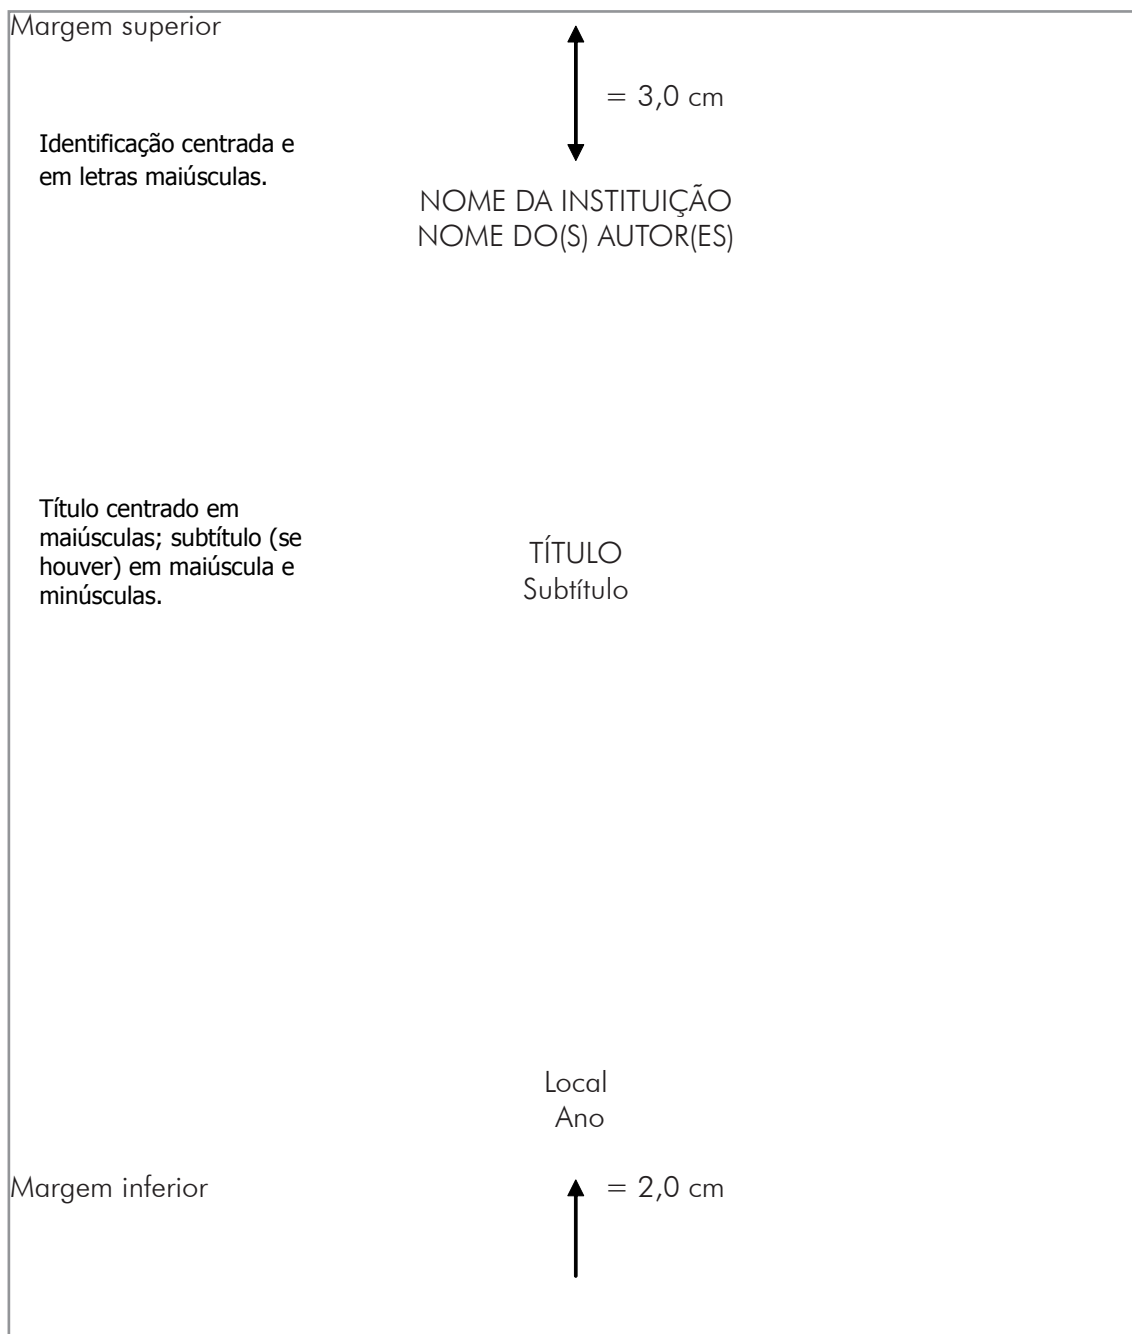 Margem superior
= 3,0 cm
Identificação centrada e
em letras maiúsculas.
NOME DA INSTITUIÇÃO
NOME DO(S) AUTOR(ES)
Título centrado em
maiúsculas; subtítulo (se
houver) em maiúscula e
minúsculas.
TÍTULO
Subtítulo
Local
Ano
Margem inferior
= 2,0 cm